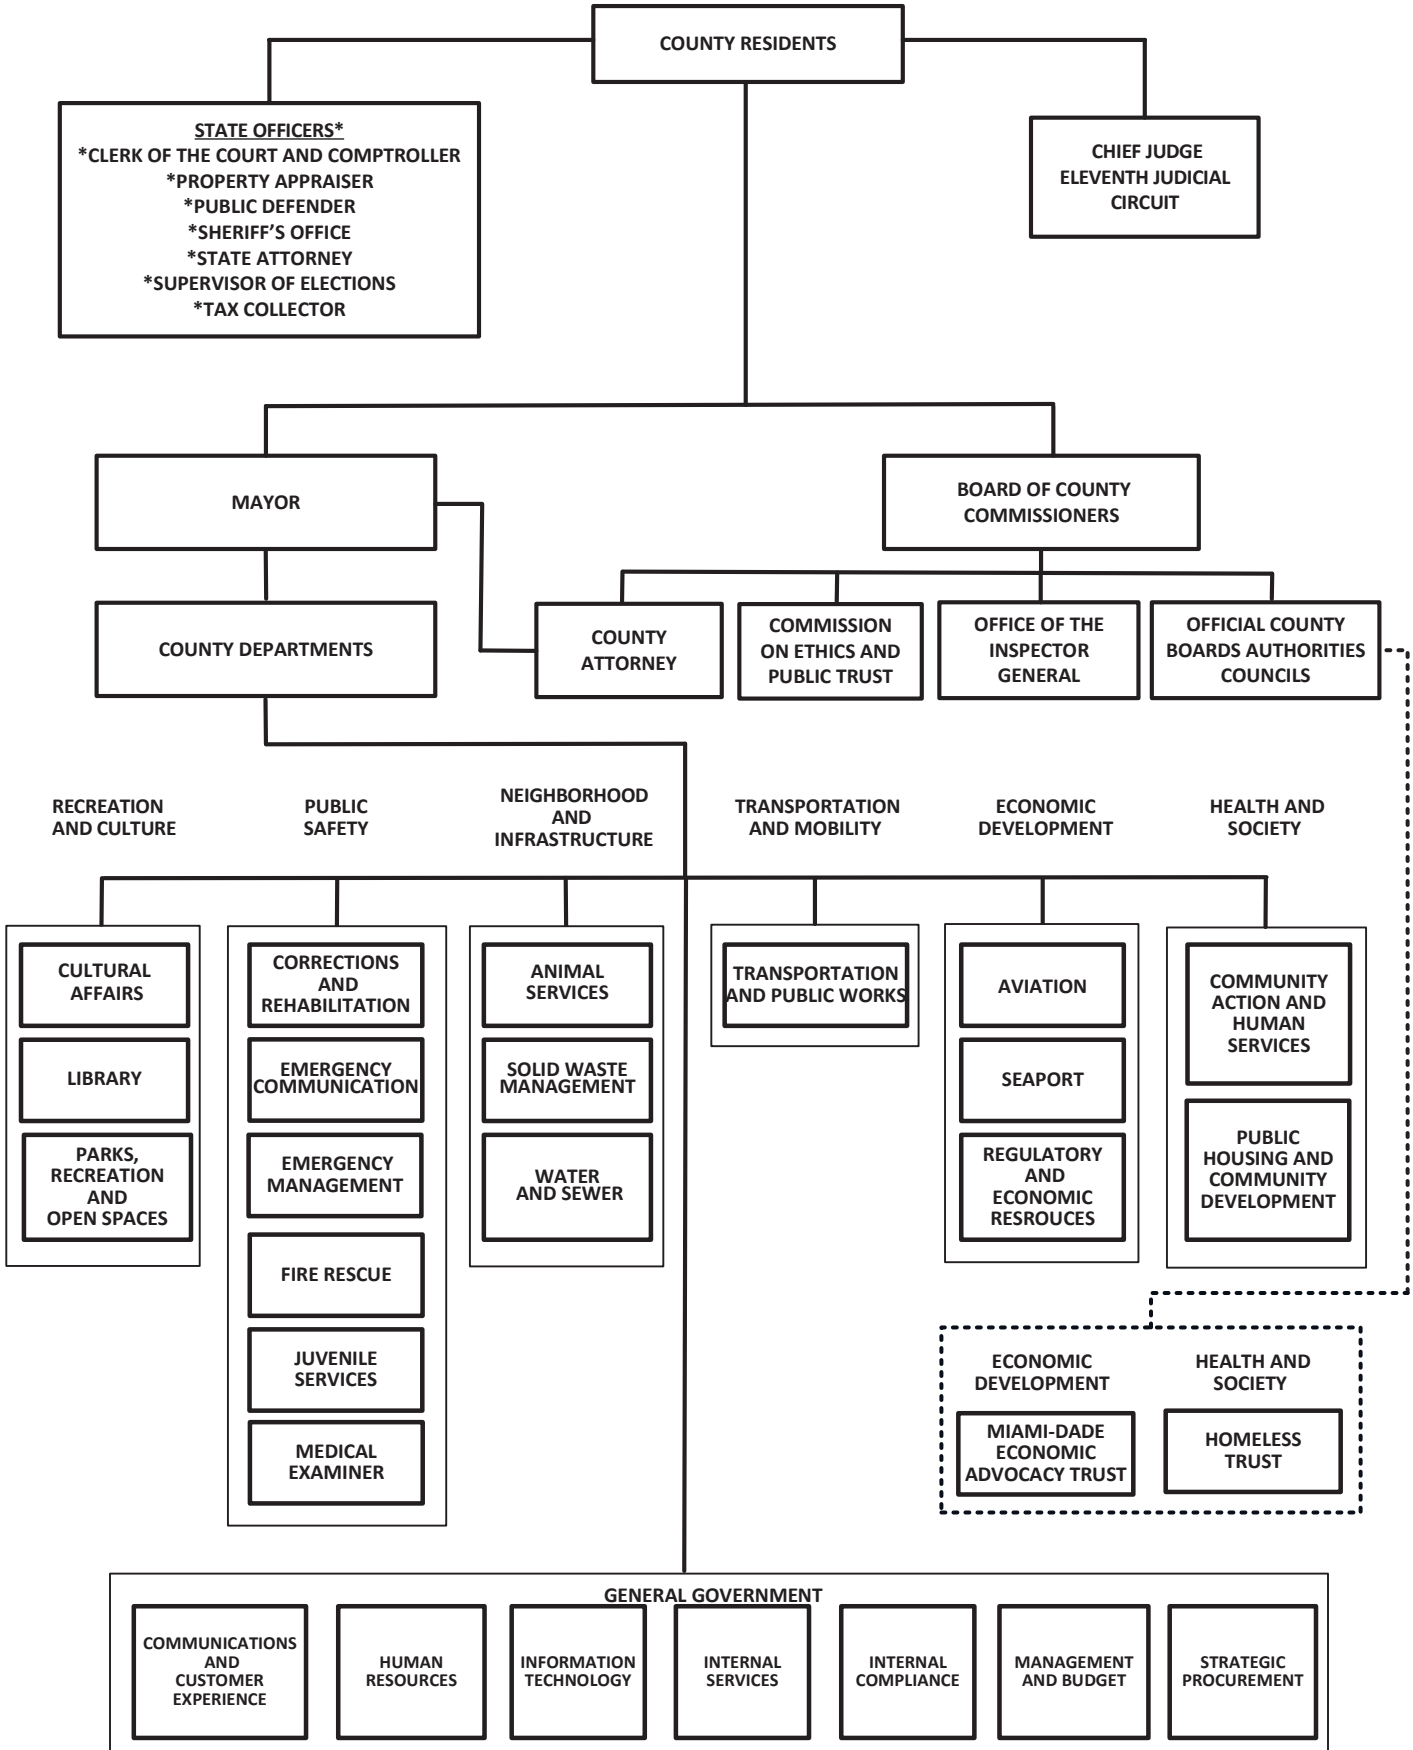 COUNTY RESIDENTS
STATE OFFICERS*
*CLERK OF THE COURT AND COMPTROLLER
*PROPERTY APPRAISER
*PUBLIC DEFENDER
*SHERIFF'S OFFICE
*STATE ATTORNEY
*SUPERVISOR OF ELECTIONS
*TAX COLLECTOR
CHIEF JUDGE
ELEVENTH JUDICIAL
CIRCUIT
MAYOR
BOARD OF COUNTY
COMMISSIONERS
COUNTY DEPARTMENTS
COUNTY
ATTORNEY
COMMISSION
ON ETHICS AND
PUBLIC TRUST
OFFICE OF THE
INSPECTOR
GENERAL
OFFICIAL COUNTY
BOARDS AUTHORITIES
COUNCILS
RECREATION
AND CULTURE
PUBLIC
SAFETY
NEIGHBORHOOD
AND
INFRASTRUCTURE
TRANSPORTATION
AND MOBILITY
ECONOMIC
DEVELOPMENT
HEALTH AND
SOCIETY
CULTURAL
AFFAIRS
LIBRARY
PARKS,
RECREATION
AND
OPEN SPACES
CORRECTIONS
AND
REHABILITATION
EMERGENCY
COMMUNICATION
EMERGENCY
MANAGEMENT
FIRE RESCUE
JUVENILE
SERVICES
MEDICAL
EXAMINER
ANIMAL
SERVICES
SOLID WASTE
MANAGEMENT
WATER
AND SEWER
TRANSPORTATION
AND PUBLIC WORKS
AVIATION
SEAPORT
REGULATORY
AND
ECONOMIC
RESROUCES
COMMUNITY
ACTION AND
HUMAN
SERVICES
PUBLIC
HOUSING AND
COMMUNITY
DEVELOPMENT
ECONOMIC
DEVELOPMENT
MIAMI-DADE
ECONOMIC
ADVOCACY TRUST
HEALTH AND
SOCIETY
HOMELESS
TRUST
GENERAL GOVERNMENT
COMMUNICATIONS
AND
CUSTOMER
EXPERIENCE
HUMAN
RESOURCES
INFORMATION
TECHNOLOGY
INTERNAL
SERVICES
INTERNAL
COMPLIANCE
MANAGEMENT
AND BUDGET
STRATEGIC
PROCUREMENT